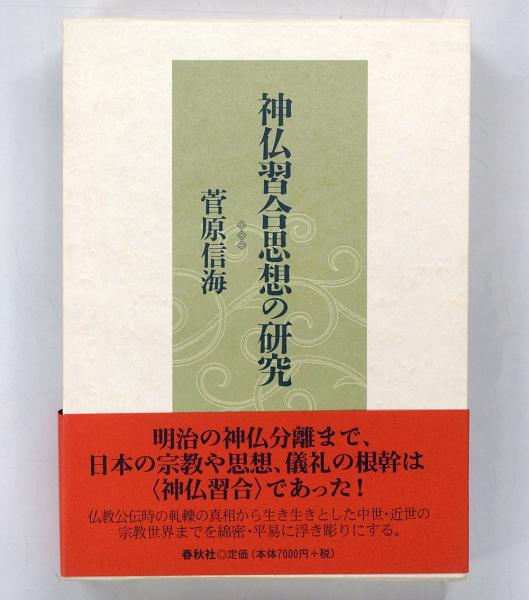 神仏習合思想の研究
菅原信海
明治の神仏分離まで、
日本の宗教や思想、儀礼の根幹は
〈神仏習合〉であった!
仏教公伝時の軋轢の真相から生き生きとした中世・近世の
宗教世界までを綿密・平易に浮き彫りにする。
春秋社◎定価(本体7000円+税)